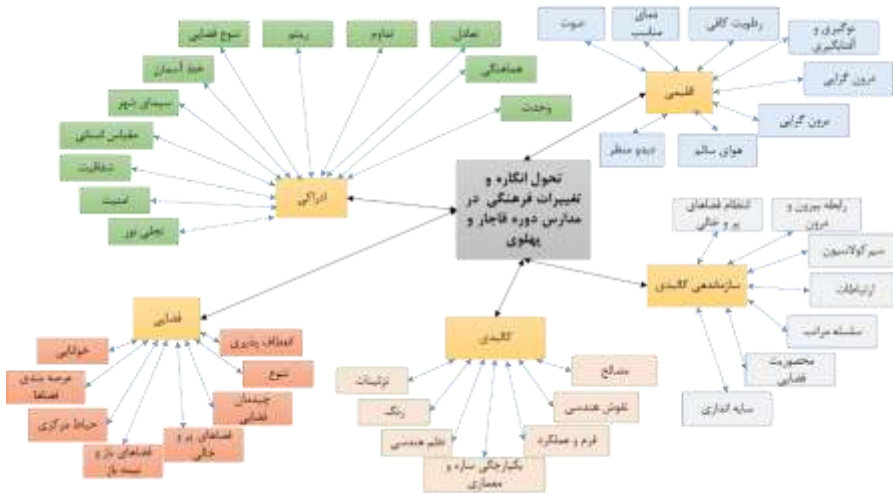 تنوع فضایی
ریتم
تداوم
تعادل
خط آسمان
هماهنگی
سیمای شهر
وحدت
مقیاس انسانی
شفافیت
امنیت
تجلی نور
ادراکی
صوت
دمای
مناسب
رطوبت کافی
نورگیری و
آفتابگیری
اقلیمی
درون گرایی
برون گرایی
دید و منظر
هوای سالم
تحول انگاره و
تغییرات فرهنگی در
مدارس دوره قاجار و
پهلوی
انتظام فضاهای
پر و خالی
رابطه بیرون و
درون
سیرکولاسیون
سازماندهی کالبدی
ارتباطات
سلسله مراتب
محصوریت
فضایی
سایه اندازی
فضایی
خوانایی
انعطاف پذیری
عرصه بندی
فضاها
تنوع
چیدمان
فضایی
حیاط مرکزی
فضاهای پر و
خالی
فضاهای باز و
نیمه باز
کالبدی
تزئینات
مصالح
رنگ
نقوش هندسی
نظم هندسی
فرم و عملکرد
یکپارچگی سازه و
معماری